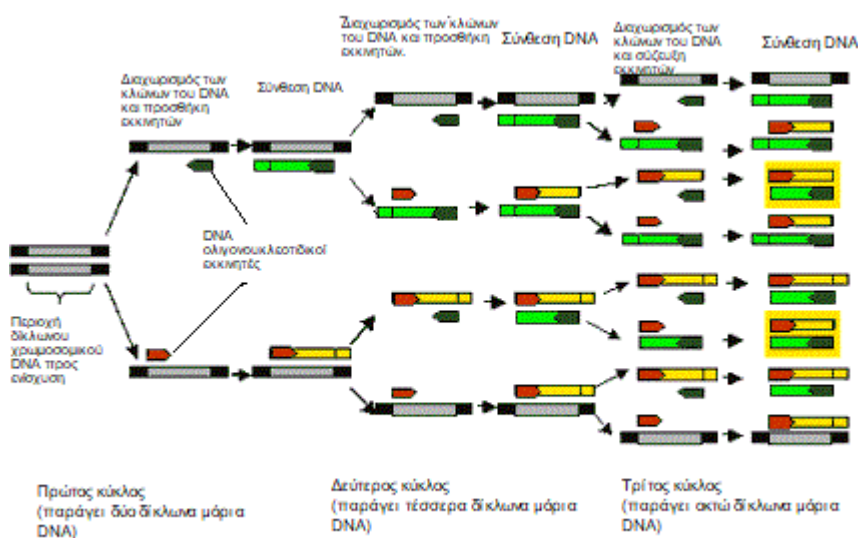 Διαχωρισμός των
κλώνων του DNA
και προσθήκη
εκκινητών
Σύνθεση DNA
Διαχωρισμός των κλώνων
του DNA και προσθήκη
εκκινητών.
Σύνθεση DNA
Διαχωρισμός των
κλώνων του DNA
και σύζευξη
εκκινητών
Σύνθεση DNA
DNA
ολιγονουκλεοτιδικοί
εκκινητές
Περιοχή
δίκλωνου
χρωμοσομικού
DNA προς
ενίσχυση
Πρώτος κύκλος
(παράγει δύο δίκλωνα μόρια
DNA)
Δεύτερος κύκλος
(παράγει τέσσερα δίκλωνα μόρια
DNA)
Τρίτος κύκλος
(παράγει οκτώ δίκλωνα μόρια
DNA)